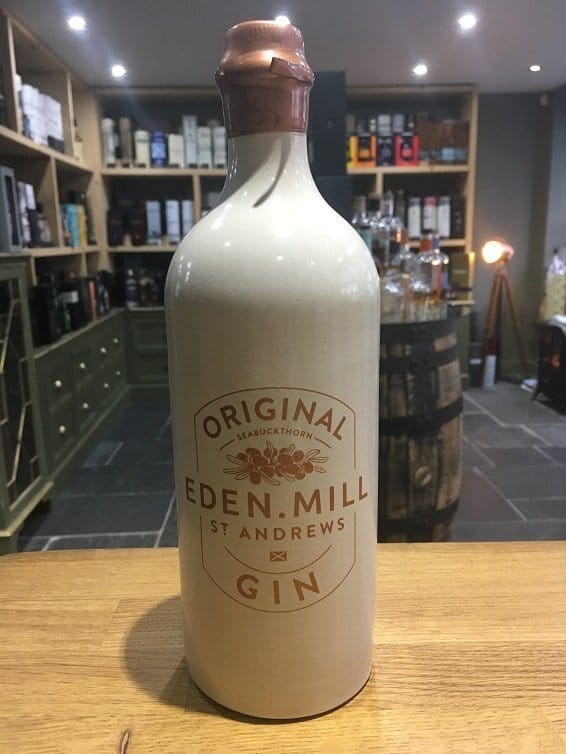 ORIGINAL
SEABUCKTHORN
EDEN.MILL
ST ANDREWS
GIN